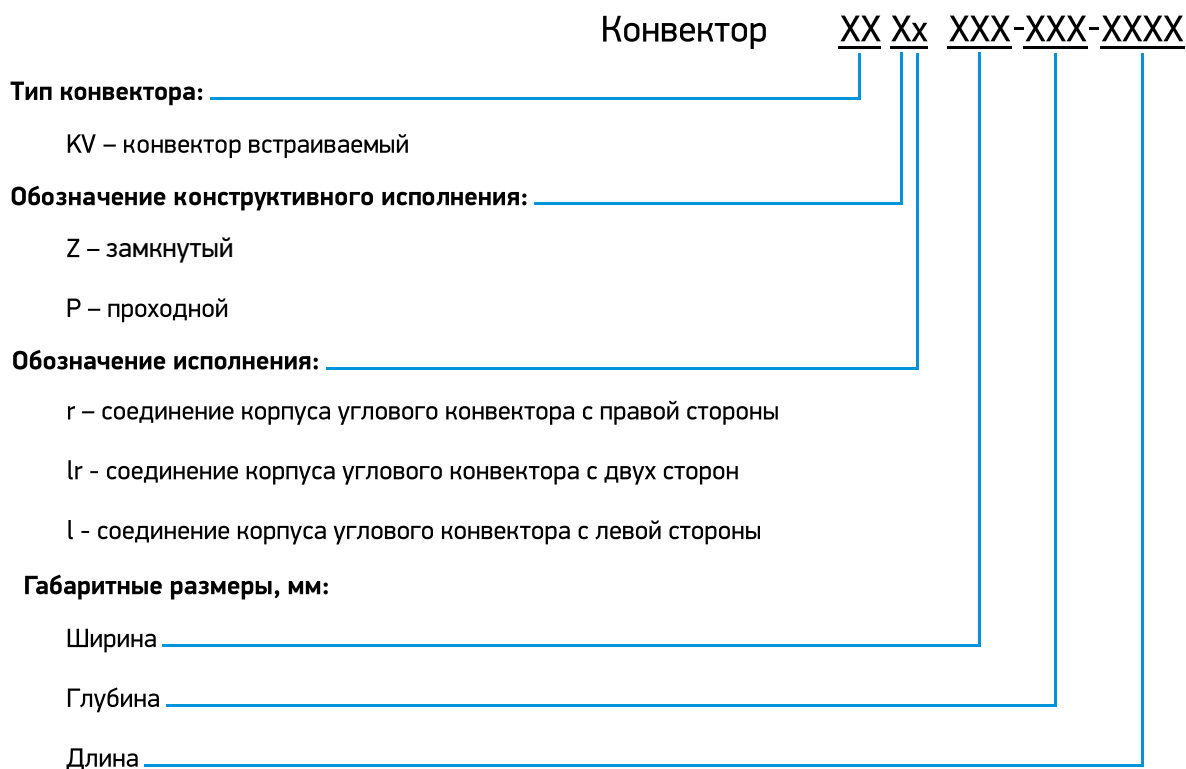 Конвектор XX Xx XXX-XXX-XXXX
Тип конвектора:
KV – конвектор встраиваемый
Обозначение конструктивного исполнения:
Z – замкнутый
P – проходной
Обозначение исполнения:
r – соединение корпуса углового конвектора с правой стороны
lr - соединение корпуса углового конвектора с двух сторон
l - соединение корпуса углового конвектора с левой стороны
Габаритные размеры, мм:
Ширина
Глубина
Длина